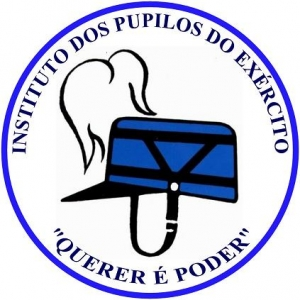 INSTITUTO DOS PUPILOS DO EXÉRCITO
"QUERER É PODER"